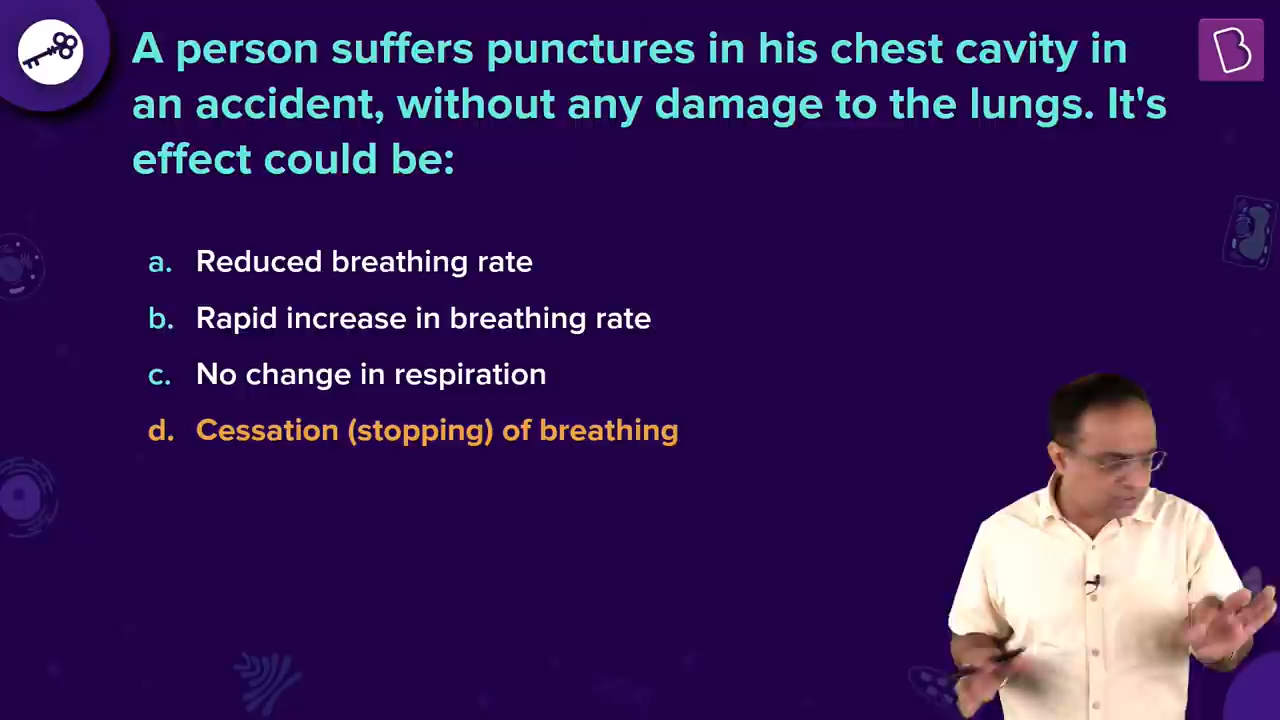 A person suffers punctures in his chest cavity in
an accident, without any damage to the lungs. It's
effect could be:
a. Reduced breathing rate
b. Rapid increase in breathing rate
c. No change in respiration
d. Cessation (stopping) of breathing